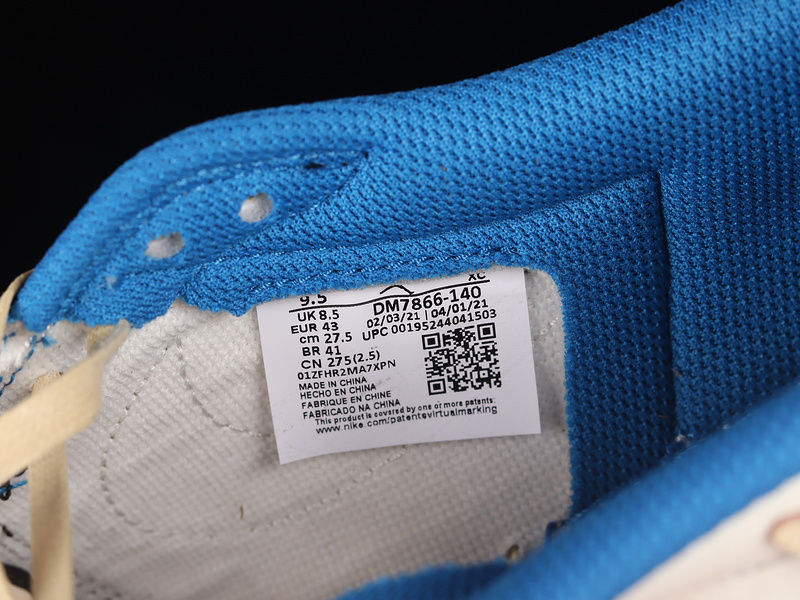 9.5 XC
UK 8.5 DM7866-140
EUR 43 02/03/21 | 04/01/21
cm 27.5 UPC 00195244041503
BR 41
CN 275(2.5)
01ZFHR2MA7XPN
MADE IN CHINA
HECHO EN CHINA
FABRIQUE EN CHINE
FABRICADO NA CHINA
This product is covered by one or more patents:
www.nike.com/patentsvirtualmarking